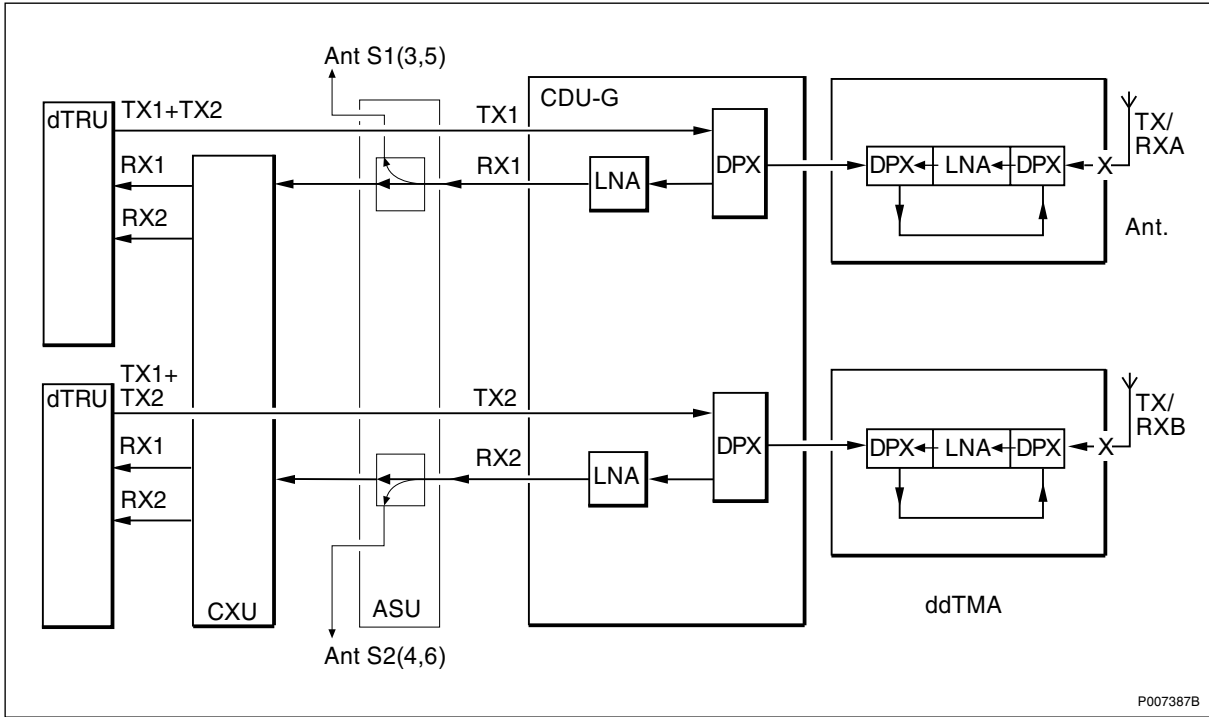 Ant S1(3,5)
dTRU
TX1+TX2
TX1
CDU-G
TX/
RXA
RX1
RX1
LNA
DPX
DPX
LNA
DPX
X
RX2
Ant.
dTRU
TX1+
TX2
TX2
TX/
RXB
RX1
RX2
LNA
DPX
DPX
LNA
DPX
X
RX2
CXU
ASU
ddTMA
Ant S2(4,6)
P007387B